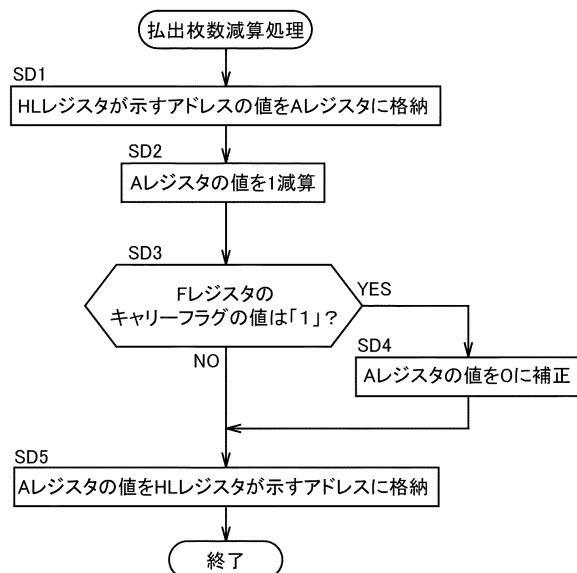 払出枚数減算処理
SD1
HLレジスタが示すアドレスの値をAレジスタに格納
SD2
Aレジスタの値を1減算
SD3
Fレジスタの
キャリーフラグの値は「1」?
YES
NO
SD4
Aレジスタの値を0に補正
SD5
Aレジスタの値をHLレジスタが示すアドレスに格納
終了